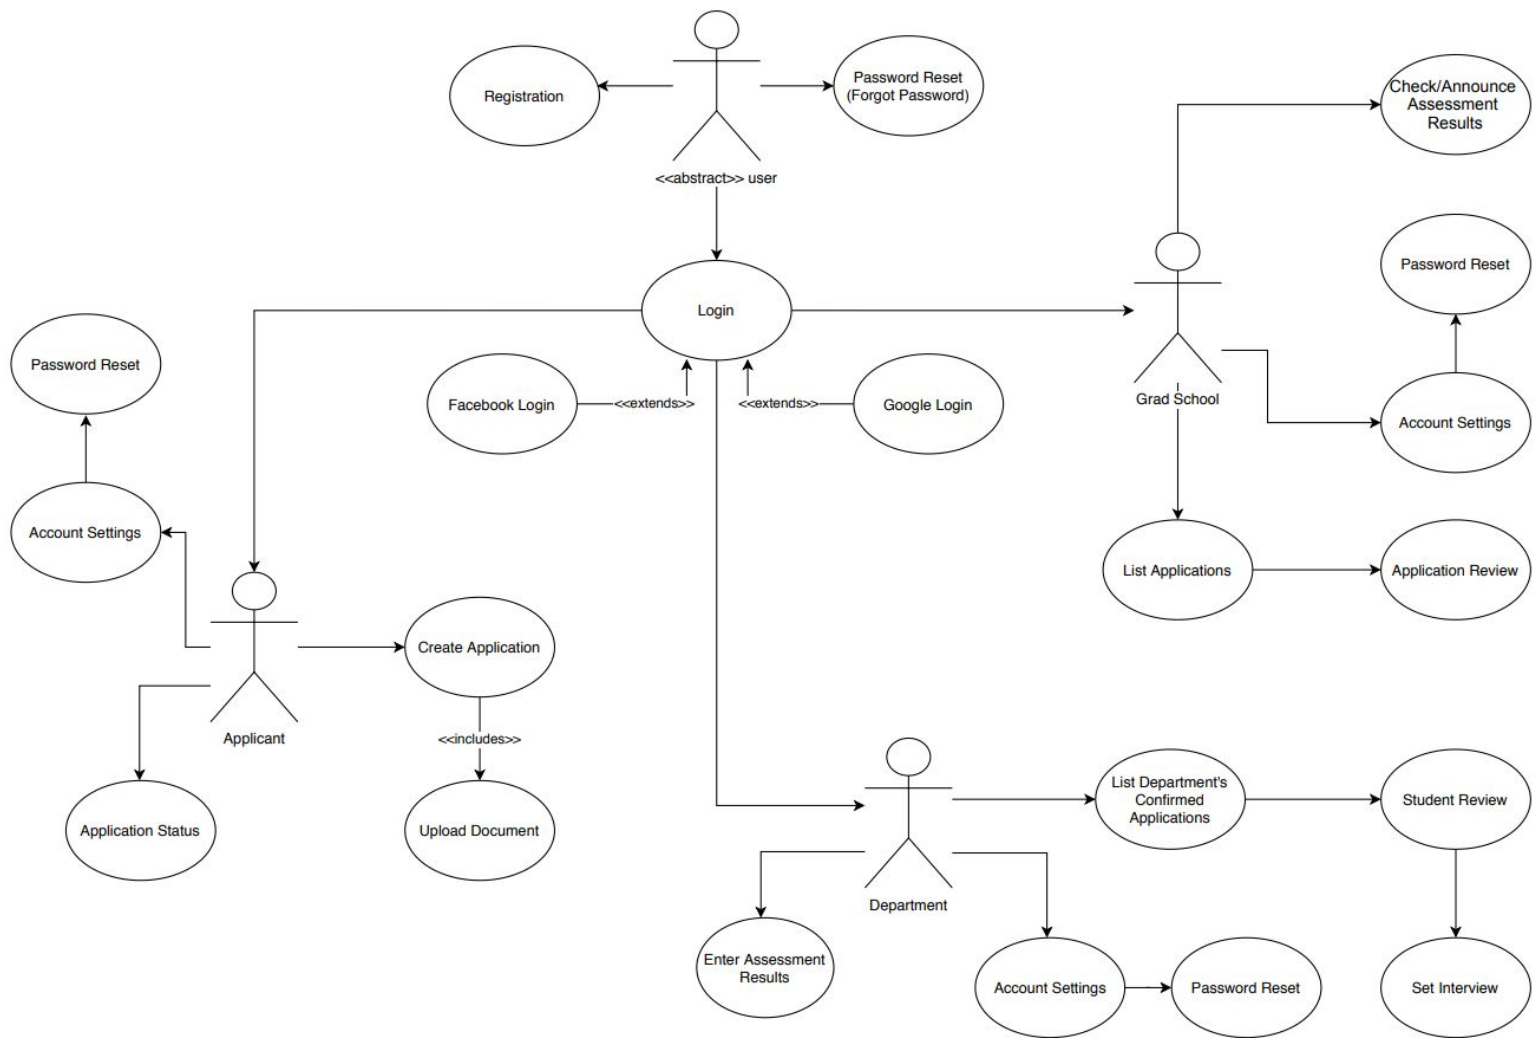 Registration
Password Reset
(Forgot Password)
<<abstract>> user
Check/Announce
Assessment
Results
Password Reset
Login
Password Reset
Facebook Login
<<extends>>
<<extends>>
Google Login
Grad School
Account Settings
Account Settings
List Applications
Application Review
Create Application
Applicant
<<includes>>
Application Status
Upload Document
List Department's
Confirmed
Applications
Student Review
Department
Enter Assessment
Results
Account Settings
Password Reset
Set Interview